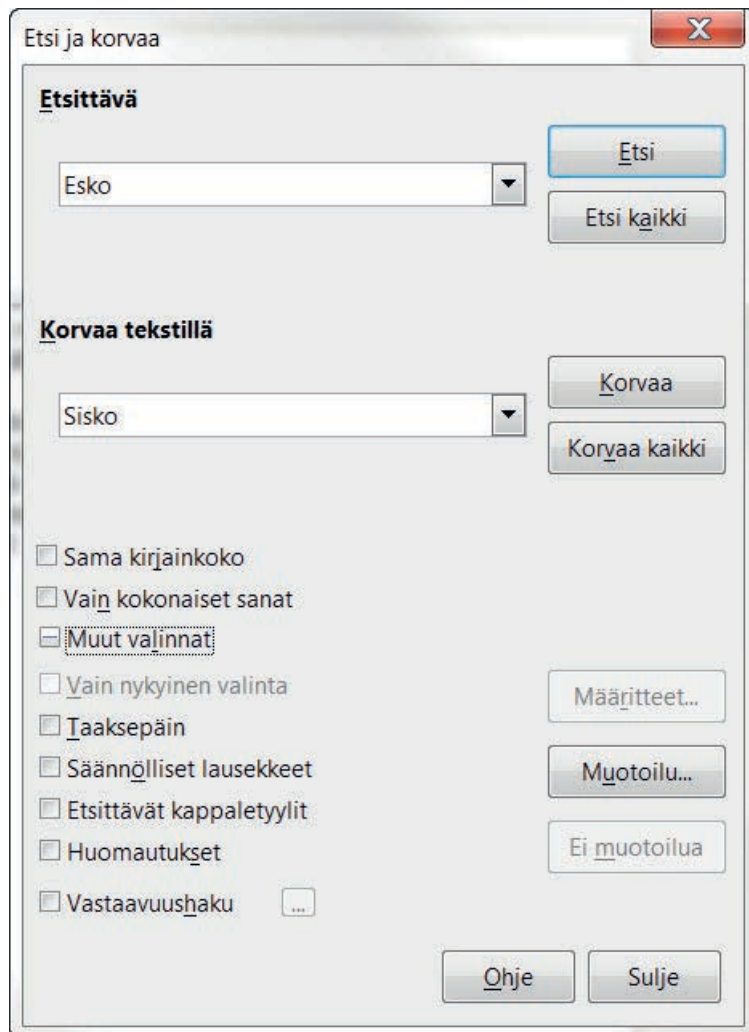 Etsi ja korvaa
Etsittävä
Esko
Etsi
Etsi kaikki
Korvaa tekstillä
Sisko
Korvaa
Korvaa kaikki
Sama kirjainkoko
Vain kokonaiset sanat
Muut valinnat
Vain nykyinen valinta
Määritteet...
Taaksepäin
Säännölliset lausekkeet
Muotoilu...
Etsittävät kappaletyylit
Huomautukset
Ei muotoilua
Vastaavuushaku ...
Ohje Sulje